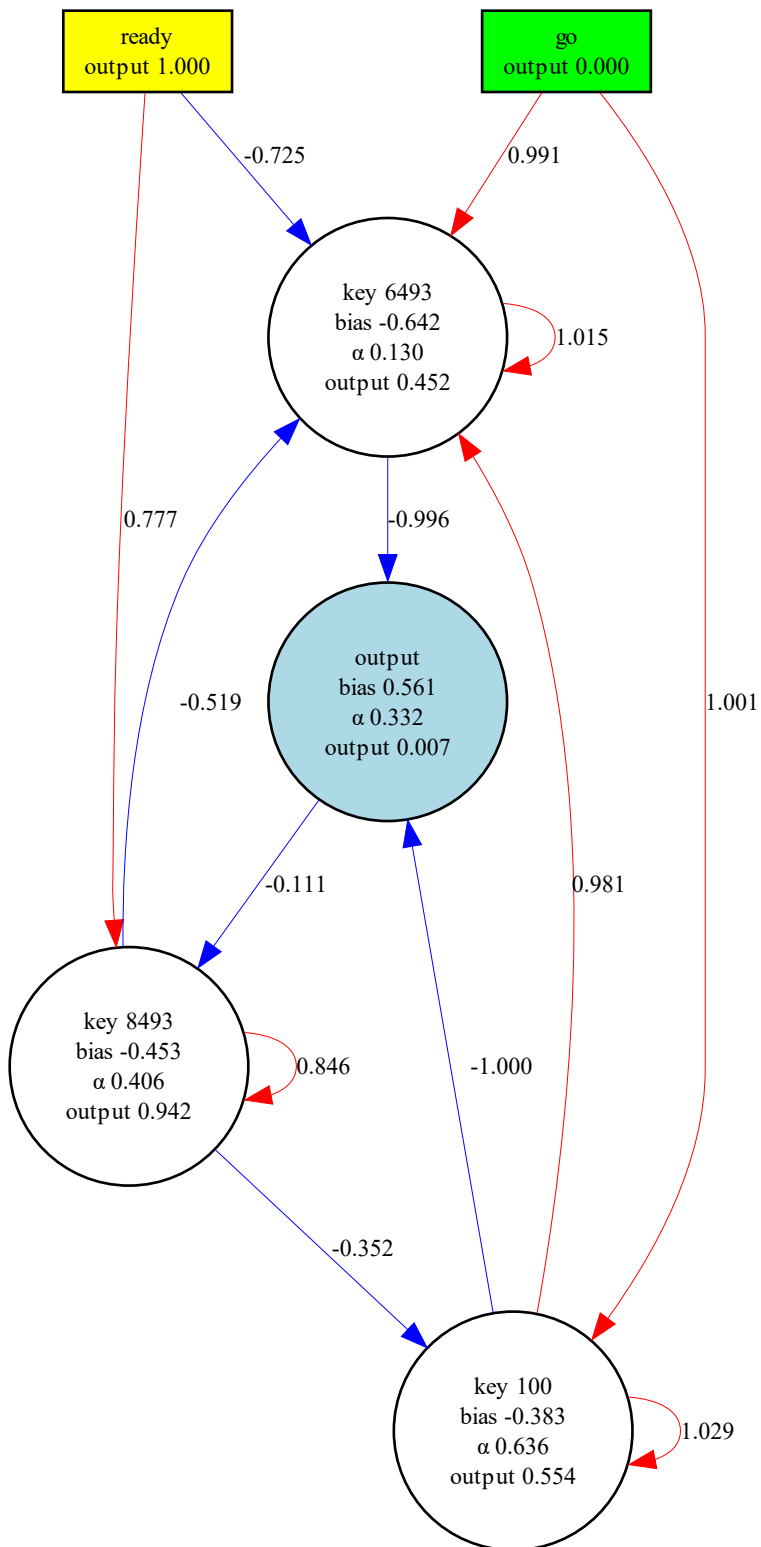 ready
output 1.000
go
output 0.000
-0.725
0.991
key 6493
bias -0.642
α 0.130
output 0.452
1.015
0.777
-0.996
output
bias 0.561
α 0.332
output 0.007
-0.519
1.001
-0.111
0.981
key 8493
bias -0.453
α 0.406
output 0.942
0.846
-1.000
-0.352
key 100
bias -0.383
α 0.636
output 0.554
1.029